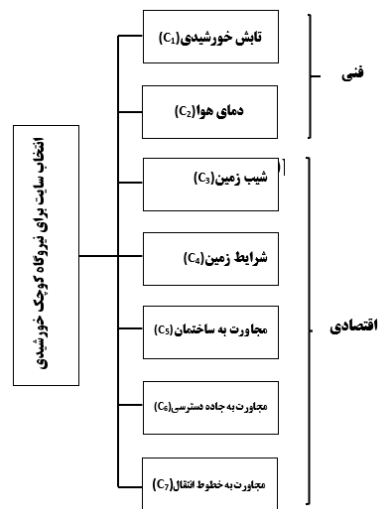 تابش خورشیدی(C₁)
فنی
دمای هوا(C₂)
شیب زمین(C₃)
انتخاب سایت برای نیروگاه کوچک خورشیدی
شرایط زمین(C₄)
اقتصادی
مجاورت به ساختمان(C₅)
مجاورت به جاده دسترسی(C₆)
مجاورت به خطوط انتقال(C₇)